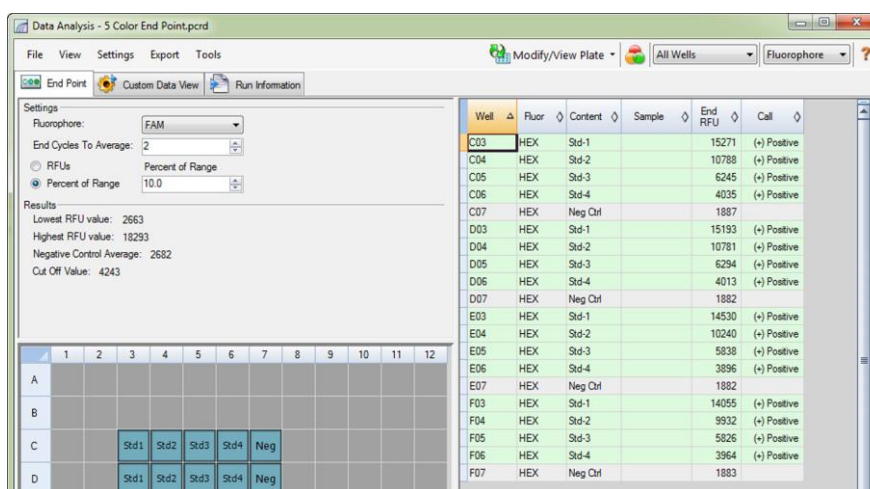 Data Analysis - 5 Color End Point.pcrd
File View Settings Export Tools
Modify/View Plate All Wells Fluorophore ?
End Point Custom Data View Run Information
Settings
Fluorophore: FAM
End Cycles To Average: 2
RFUs Percent of Range
Percent of Range 10.0
Results
Lowest RFU value: 2663
Highest RFU value: 18293
Negative Control Average: 2682
Cut Off Value: 4243
1 2 3 4 5 6 7 8 9 10 11 12
A
B
C Std1 Std2 Std3 Std4 Neg
D Std1 Std2 Std3 Std4 Neg
Well Fluor Content Sample End RFU Call
C03 HEX Std-1 15271 (+) Positive
C04 HEX Std-2 10788 (+) Positive
C05 HEX Std-3 6245 (+) Positive
C06 HEX Std-4 4035 (+) Positive
C07 HEX Neg Ctrl 1887
D03 HEX Std-1 15193 (+) Positive
D04 HEX Std-2 10781 (+) Positive
D05 HEX Std-3 6294 (+) Positive
D06 HEX Std-4 4013 (+) Positive
D07 HEX Neg Ctrl 1882
E03 HEX Std-1 14530 (+) Positive
E04 HEX Std-2 10240 (+) Positive
E05 HEX Std-3 5838 (+) Positive
E06 HEX Std-4 3896 (+) Positive
E07 HEX Neg Ctrl 1882
F03 HEX Std-1 14055 (+) Positive
F04 HEX Std-2 9932 (+) Positive
F05 HEX Std-3 5826 (+) Positive
F06 HEX Std-4 3964 (+) Positive
F07 HEX Neg Ctrl 1883